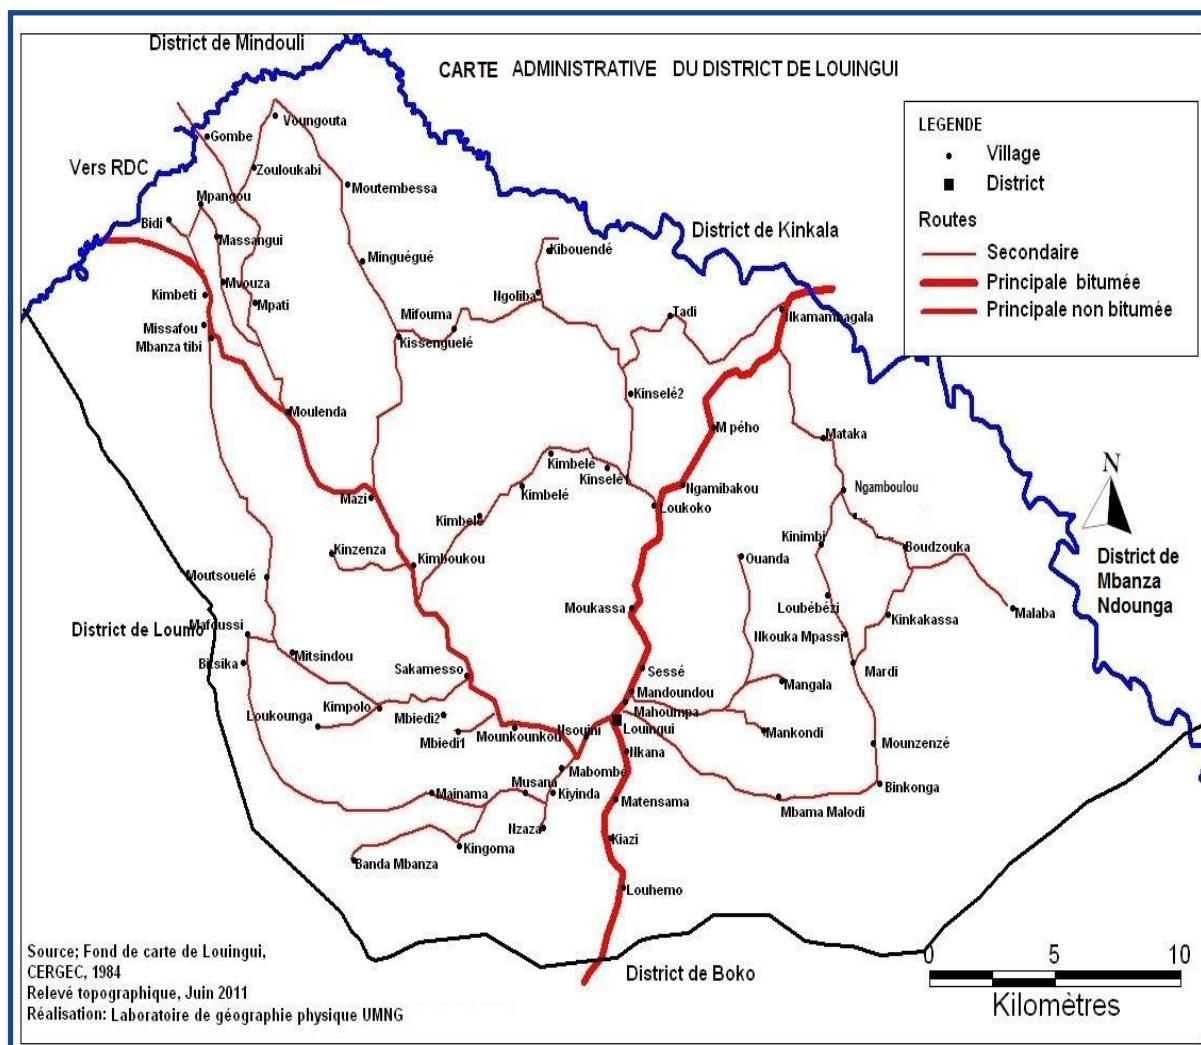 District de Mindouli
CARTE ADMINISTRATIVE DU DISTRICT DE LOUINGUI
LEGENDE
Village
District
Routes
Secondaire
Principale bitumée
Principale non bitumée
Voungouta
Gombe
Vers RDC
Zouloukabi
Moutembessa
Mpangou
Bidi
Massangui
District de Kinkala
Kibouendé
Minguégué
Mvouza
Kimbeti
Mpati
Ngoliba
Mifouma
Tadi
Nkamambagala
Missafou
Mbanza tibi
Kissenguelé
Kinselé2
Moulenda
M pého
Mataka
Kimbelé
Kinselé1
Mazi
Kimbelé
Ngamibakou
Ngamboulou
Loukoko
N
Kimbelé
Kinzenza
Kimboukou
Kinimbi
Boudzouka
Ouanda
District de
Mbanza
Ndounga
Moutsouelé
Moukassa
Loubébézi
Kinkakassa
Malaba
Mafoussi
District de Loumo
Nkouka Mpassi
Mitsindou
Bitsika
Sakamesso
Sessé
Mardi
Mangala
Mandoundou
Kimpolo
Mbiedi2
Mahoumpa
Loukounga
Nsouini
Louingui
Mankondi
Mbiedi1
Mounkounkou
Nkana
Mounzenzé
Mabombé
Musana
Kiyinda
Binkonga
Mainama
Matensama
Mbama Malodi
Nzaza
Kiazi
Kingoma
Banda Mbanza
Louhemo
Source; Fond de carte de Louingui,
CERGEC, 1984
Relevé topographique, Juin 2011
Réalisation: Laboratoire de géographie physique UMNG
District de Boko
0 5 10
Kilomètres